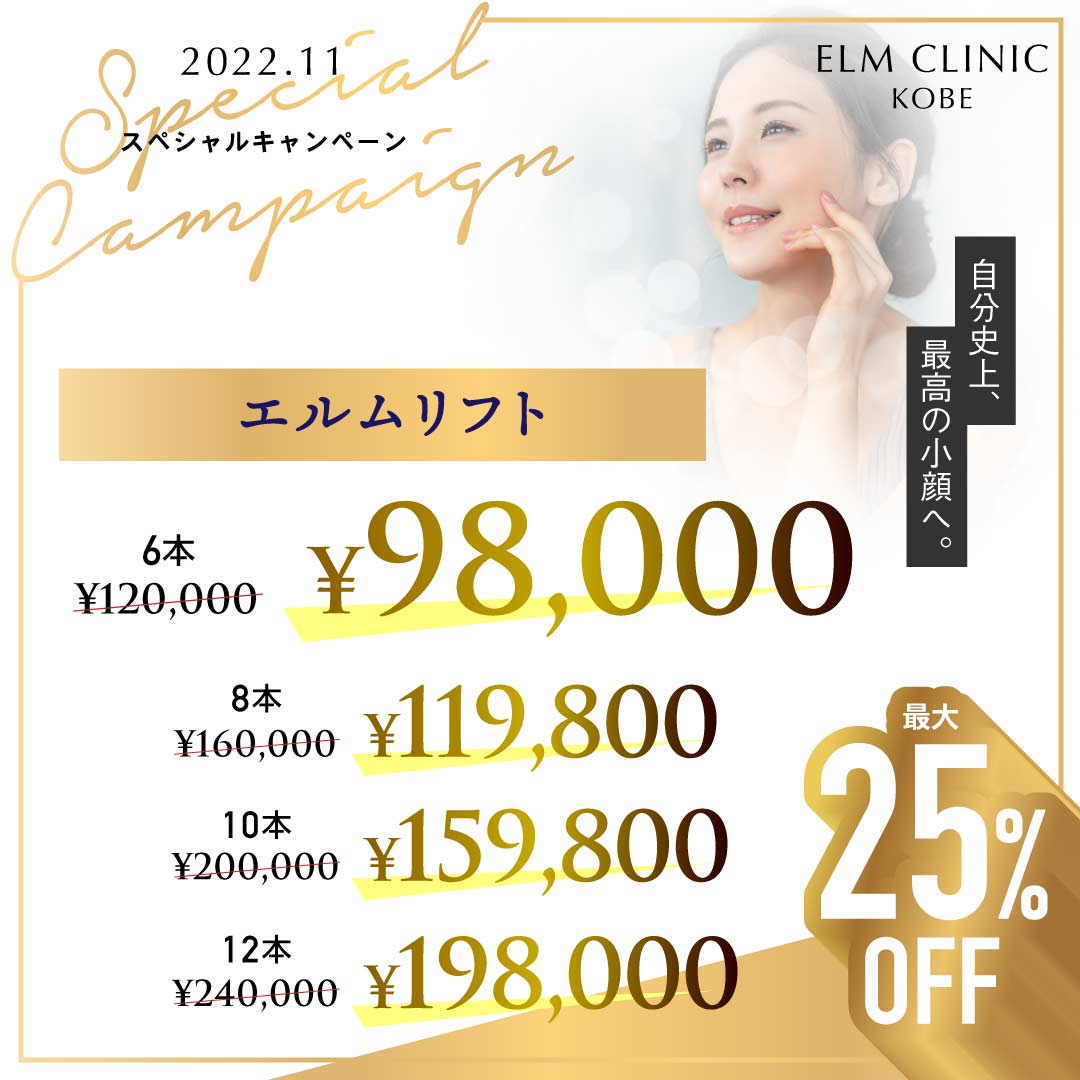 2022.11
Special
スペシャルキャンペーン
Campaign
ELM CLINIC
KOBE
自分史上、
最高の小顔へ。
エルムリフト
6本
¥120,000
¥98,000
8本
¥160,000
¥119,800
10本
¥200,000
¥159,800
12本
¥240,000
¥198,000
最大
25%
OFF